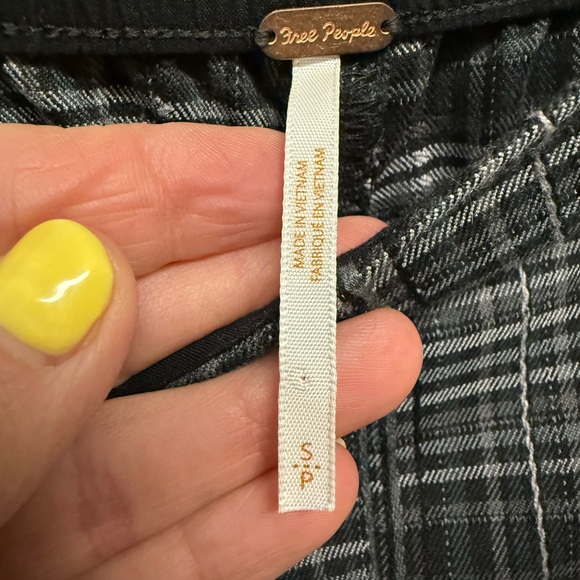 Free People
MADE IN VIETNAM
FABRIQUÉ EN VIETNAM
S:P